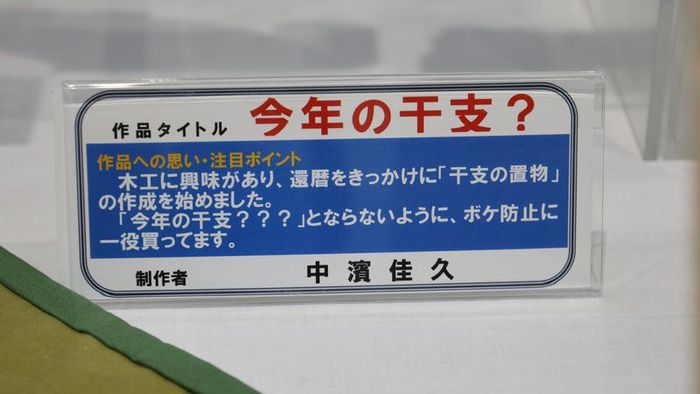 作品タイトル 今年の干支？
作品への思い・注目ポイント
木工に興味があり、還暦をきっかけに「干支の置物」
の作成を始めました。
「今年の干支？？？」とならないように、ボケ防止に
一役買ってます。
制作者 中濱佳久